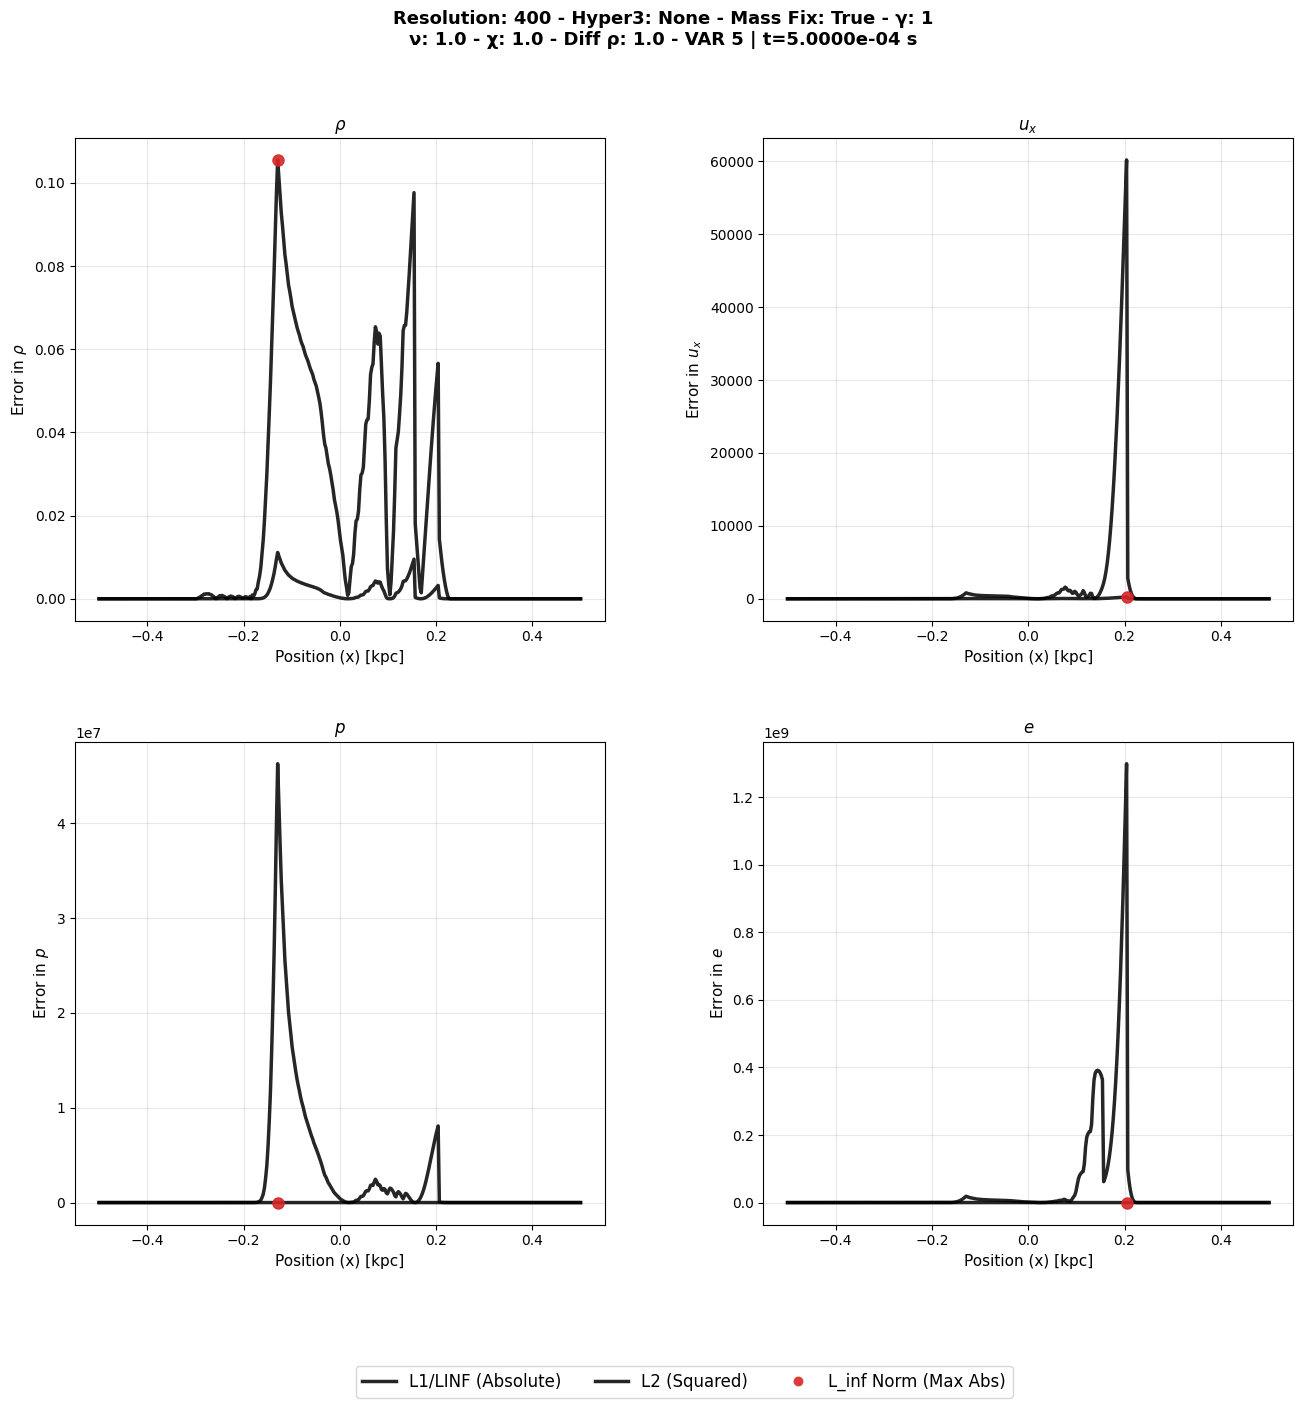 Resolution: 400 - Hyper3: None - Mass Fix: True - γ: 1
ν: 1.0 - χ: 1.0 - Diff ρ: 1.0 - VAR 5 | t=5.0000e-04 s
ρ
Error in ρ
0.10
0.08
0.06
0.04
0.02
0.00
−0.4 −0.2 0.0 0.2 0.4
Position (x) [kpc]
u_x
Error in u_x
60000
50000
40000
30000
20000
10000
0
−0.4 −0.2 0.0 0.2 0.4
Position (x) [kpc]
p
1e7
Error in p
4
3
2
1
0
−0.4 −0.2 0.0 0.2 0.4
Position (x) [kpc]
e
1e9
Error in e
1.2
1.0
0.8
0.6
0.4
0.2
0.0
−0.4 −0.2 0.0 0.2 0.4
Position (x) [kpc]
L1/LINF (Absolute) L2 (Squared) L_inf Norm (Max Abs)